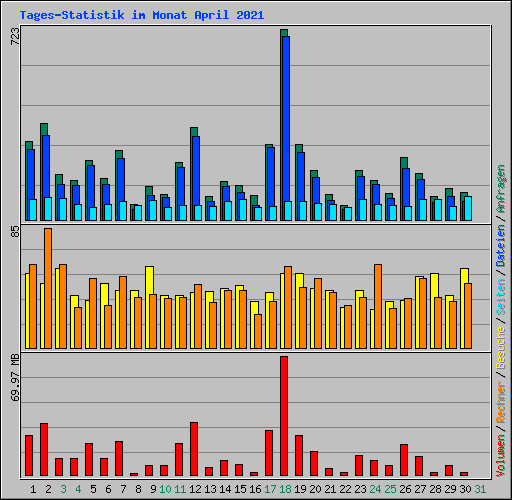 Tages-Statistik im Monat April 2021
723
85
69.97 MB
Volumen / Rechner / Besuche / Seiten / Dateien / Anfragen
1 2 3 4 5 6 7 8 9 10 11 12 13 14 15 16 17 18 19 20 21 22 23 24 25 26 27 28 29 30 31